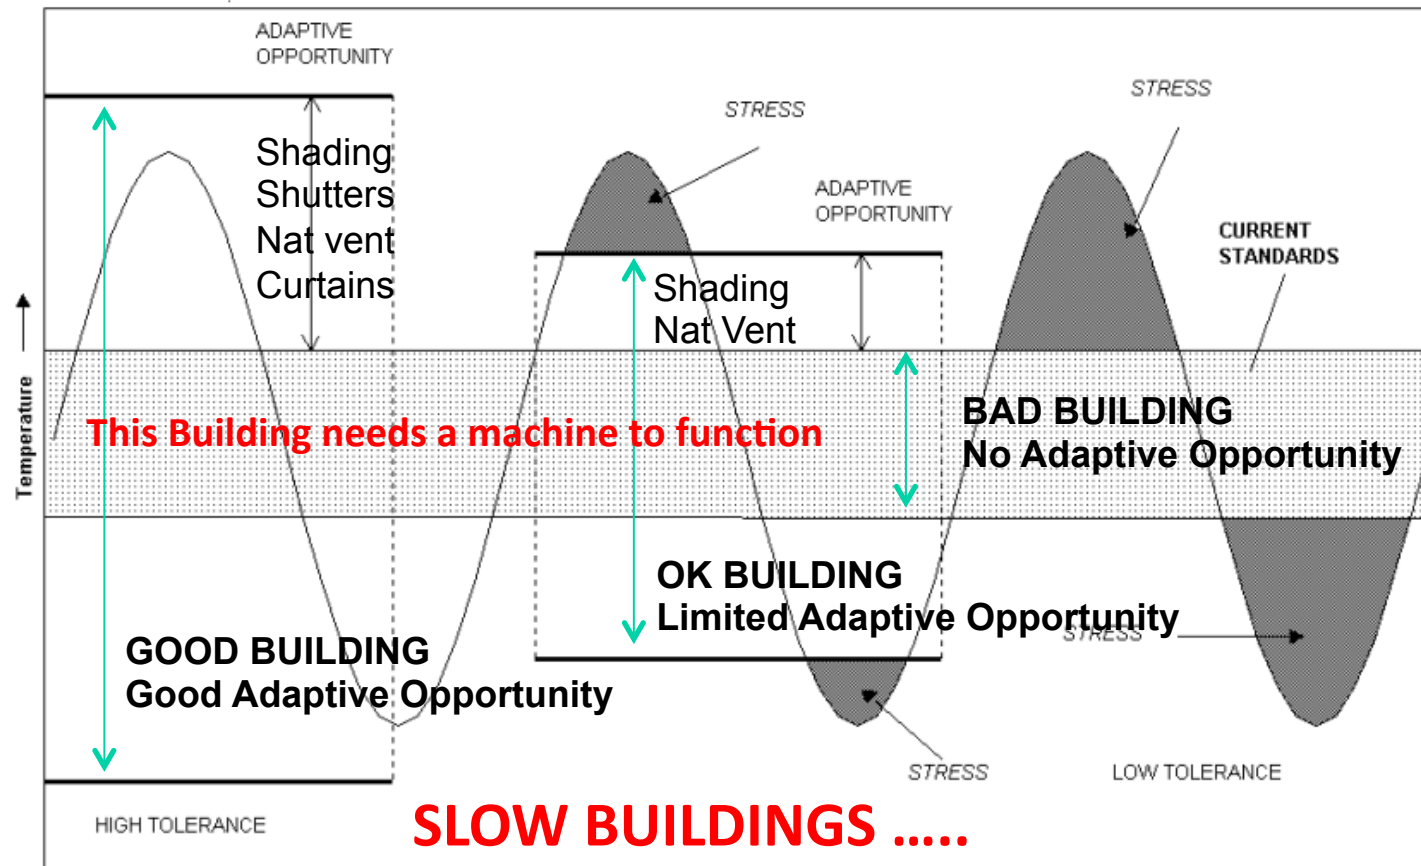 ADAPTIVE
OPPORTUNITY
Shading
Shutters
Nat vent
Curtains
STRESS
ADAPTIVE
OPPORTUNITY
Shading
Nat Vent
STRESS
CURRENT
STANDARDS
Temperature
This Building needs a machine to function
BAD BUILDING
No Adaptive Opportunity
OK BUILDING
Limited Adaptive Opportunity
STRESS
GOOD BUILDING
Good Adaptive Opportunity
STRESS
LOW TOLERANCE
HIGH TOLERANCE
SLOW BUILDINGS .....